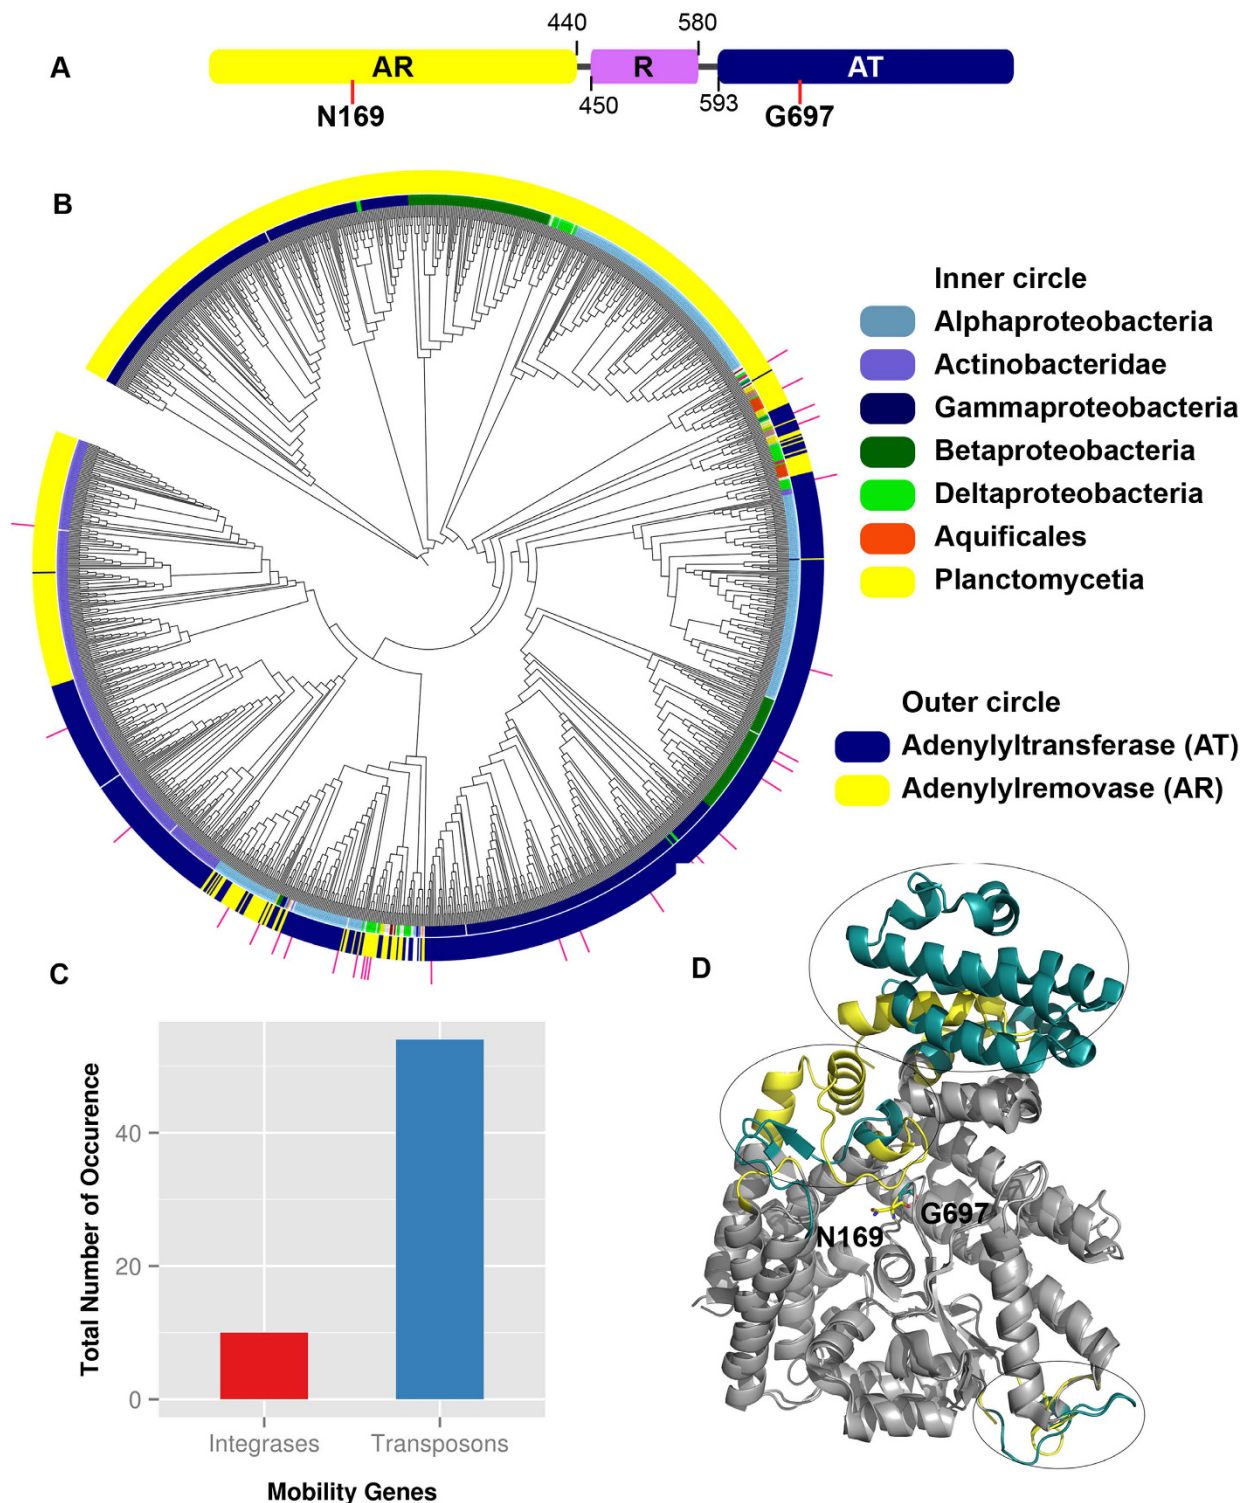 A
440
580
AR
R
AT
450
593
N169
G697
B
Inner circle
Alphaproteobacteria
Actinobacteridae
Gammaproteobacteria
Betaproteobacteria
Deltaproteobacteria
Aquificales
Planctomycetia
Outer circle
Adenylyltransferase (AT)
Adenylylremovase (AR)
C
Total Number of Occurence
40
20
0
Integrases
Transposons
Mobility Genes
D
N169
G697